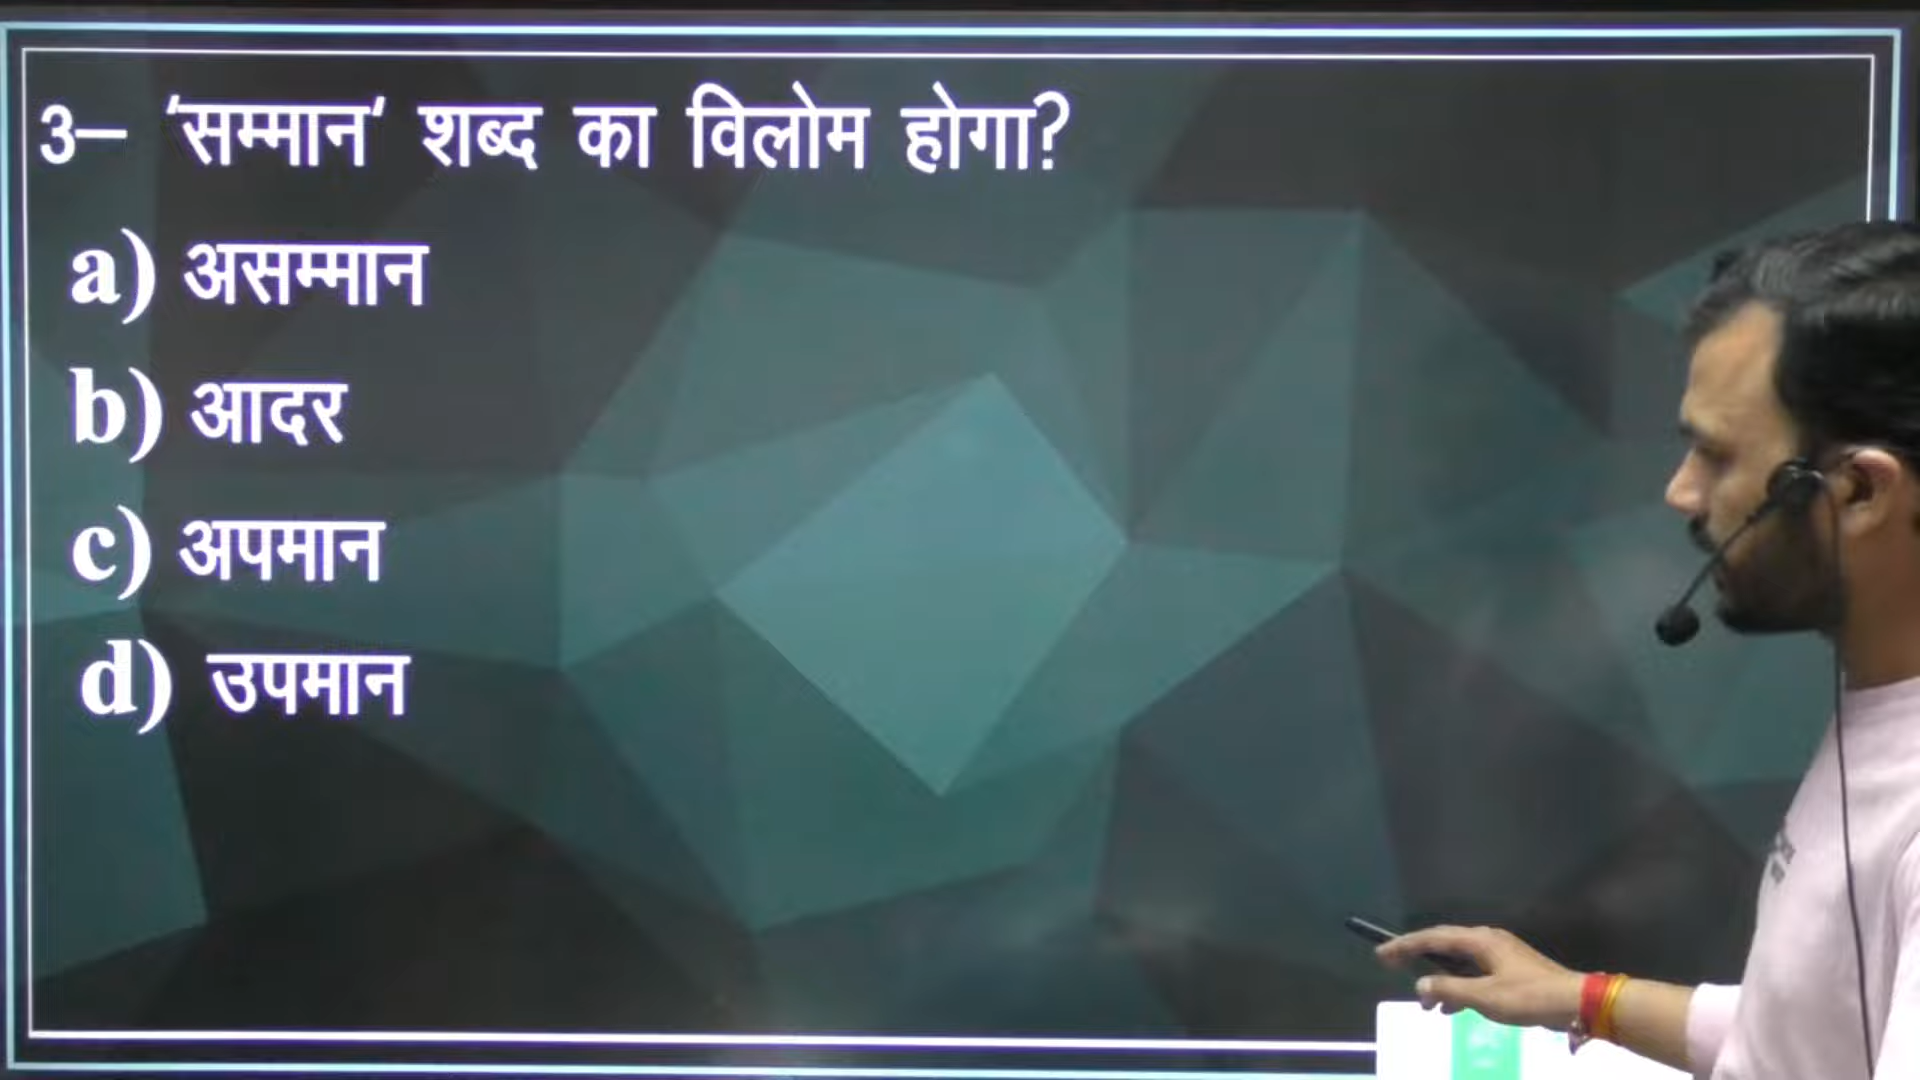 3– ‘सम्मान’ शब्द का विलोम होगा?
a) असम्मान
b) आदर
c) अपमान
d) उपमान